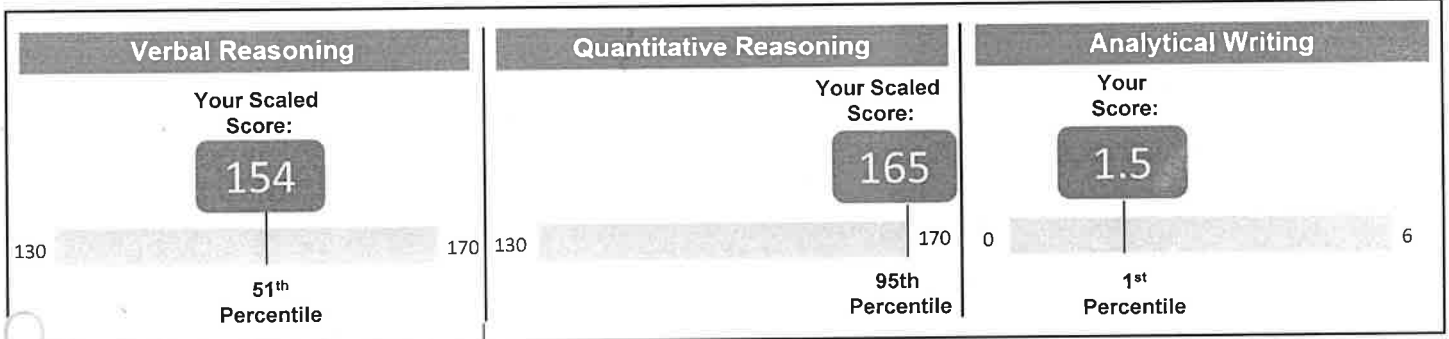 Verbal Reasoning
Your Scaled
Score:
154
130
170
51th
Percentile
Quantitative Reasoning
Your Scaled
Score:
165
130
170
95th
Percentile
Analytical Writing
Your
Score:
1.5
0
6
1st
Percentile